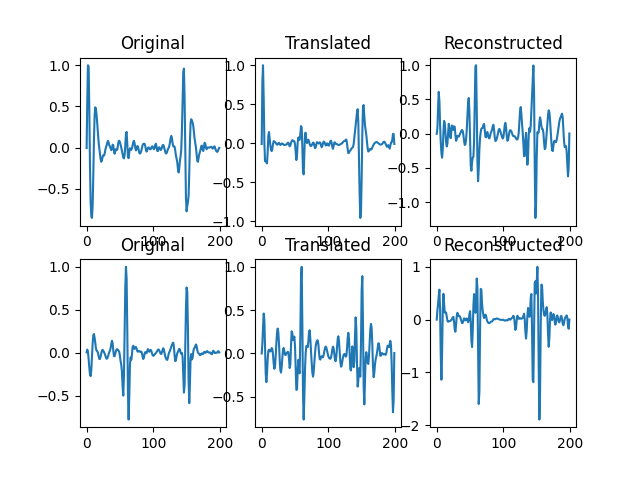 Original Translated Reconstructed
1.0 1.0 1.0
0.5 0.5 0.5
0.0 0.0 0.0
−0.5 −0.5 −0.5
−1.0 −1.0
0 100 200 0 100 200 0 100 200
Original Translated Reconstructed
1.0 1.0 1
0.5 0.5 0
0.0 0.0 −1
−0.5 −0.5 −2
0 100 200 0 100 200 0 100 200